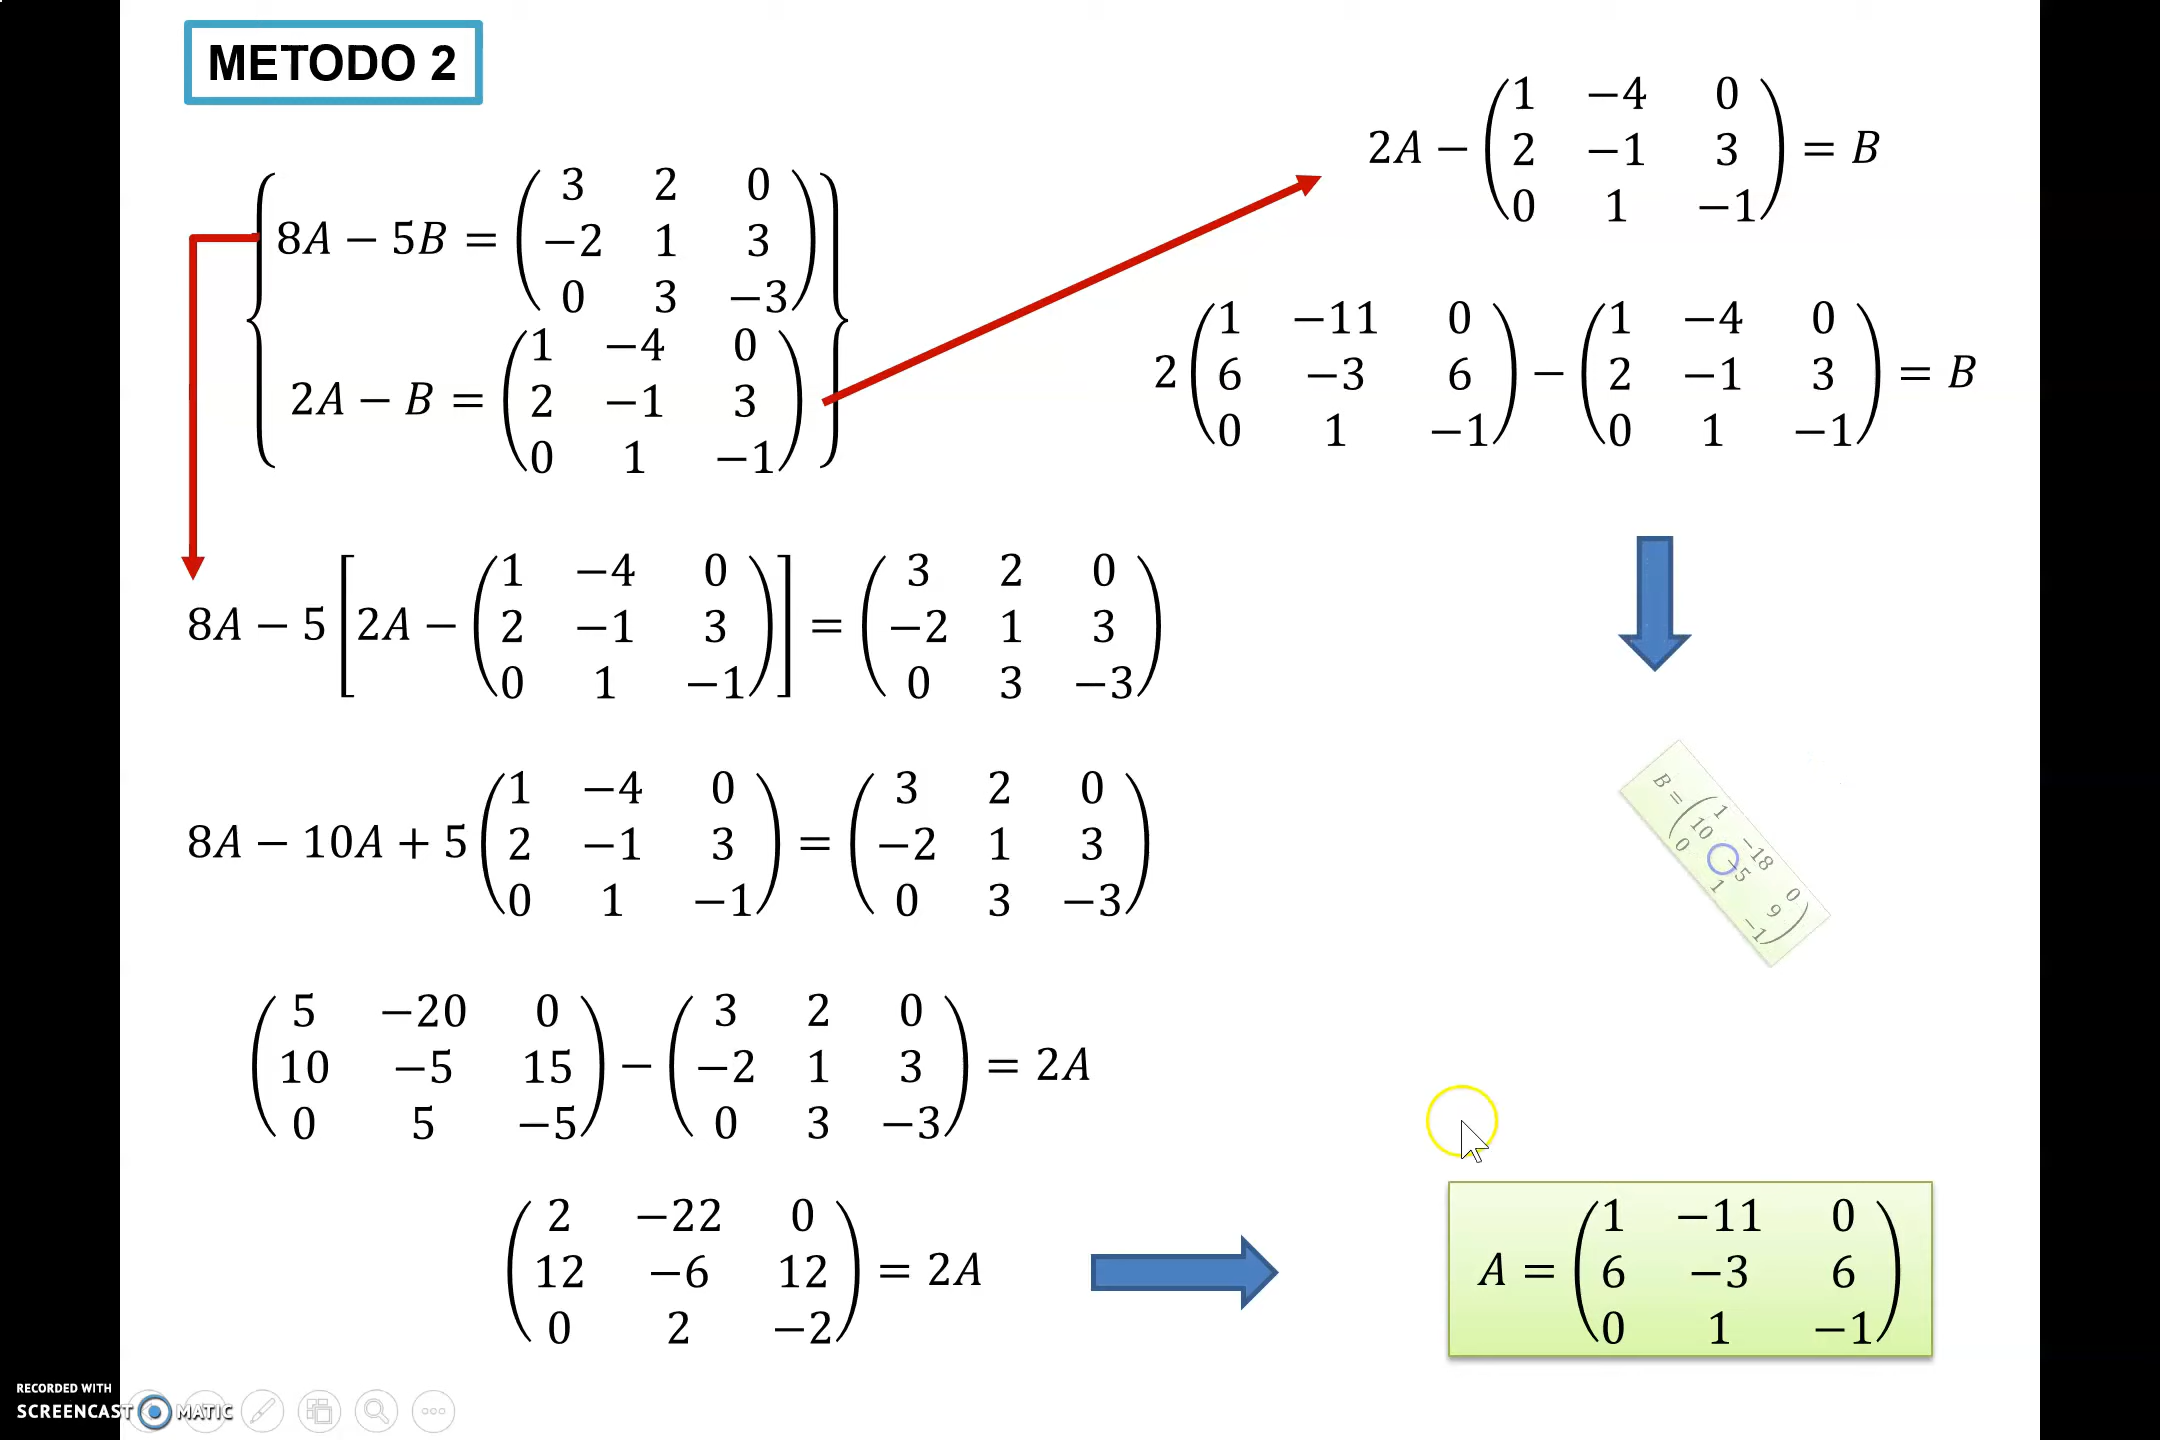 METODO 2
8A − 5B = ( 3 2 0
−2 1 3
0 3 −3 )
2A − B = ( 1 −4 0
2 −1 3
0 1 −1 )
8A − 5 [ 2A − ( 1 −4 0
2 −1 3
0 1 −1 ) ] = ( 3 2 0
−2 1 3
0 3 −3 )
8A − 10A + 5 ( 1 −4 0
2 −1 3
0 1 −1 ) = ( 3 2 0
−2 1 3
0 3 −3 )
( 5 −20 0
10 −5 15
0 5 −5 ) − ( 3 2 0
−2 1 3
0 3 −3 ) = 2A
( 2 −22 0
12 −6 12
0 2 −2 ) = 2A
2A − ( 1 −4 0
2 −1 3
0 1 −1 ) = B
2 ( 1 −11 0
6 −3 6
0 1 −1 ) − ( 1 −4 0
2 −1 3
0 1 −1 ) = B
B = ( 1 −18 0
10 −5 9
0 1 −1 )
A = ( 1 −11 0
6 −3 6
0 1 −1 )
RECORDED WITH
SCREENCAST MATIC